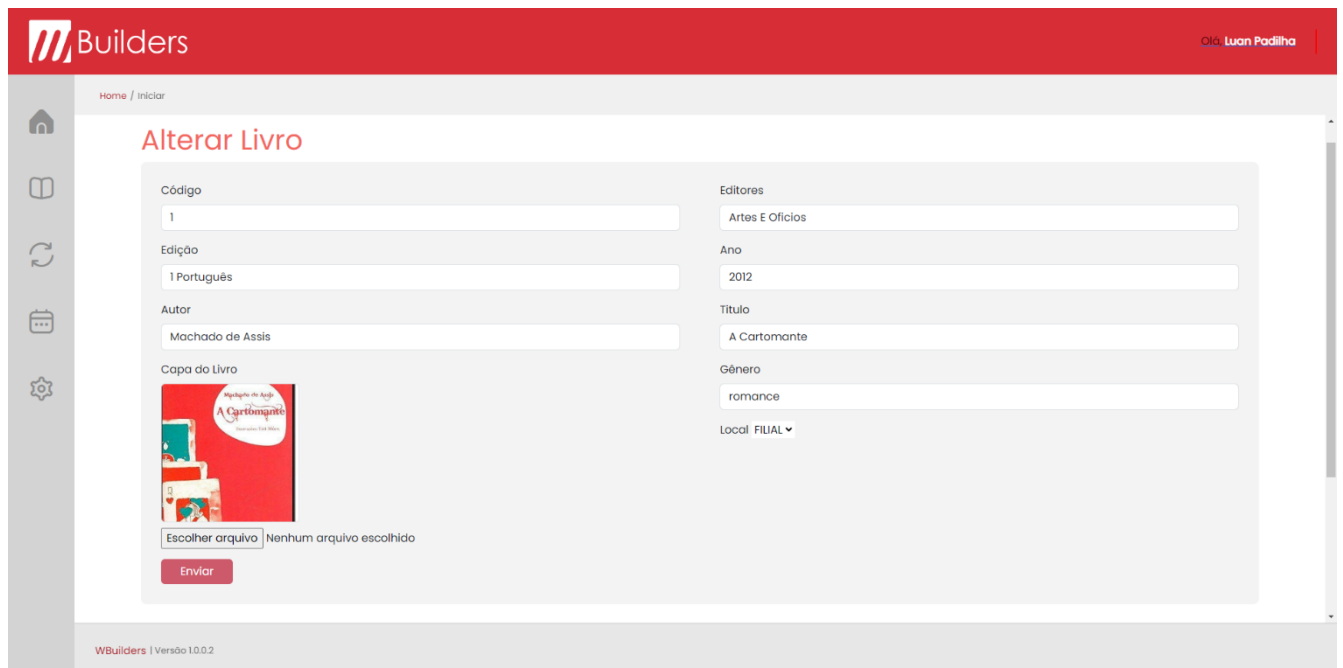 Builders
Olá, Luan Padilha
Home / Iniciar
Alterar Livro
Código
1
Editores
Artes E Oficios
Edição
1 Português
Ano
2012
Autor
Machado de Assis
Título
A Cartomante
Capa do Livro
Machado de Assis
A Cartomante
Gênero
romance
Local FILIAL
Escolher arquivo Nenhum arquivo escolhido
Enviar
WBuilders | Versão 1.0.0.2